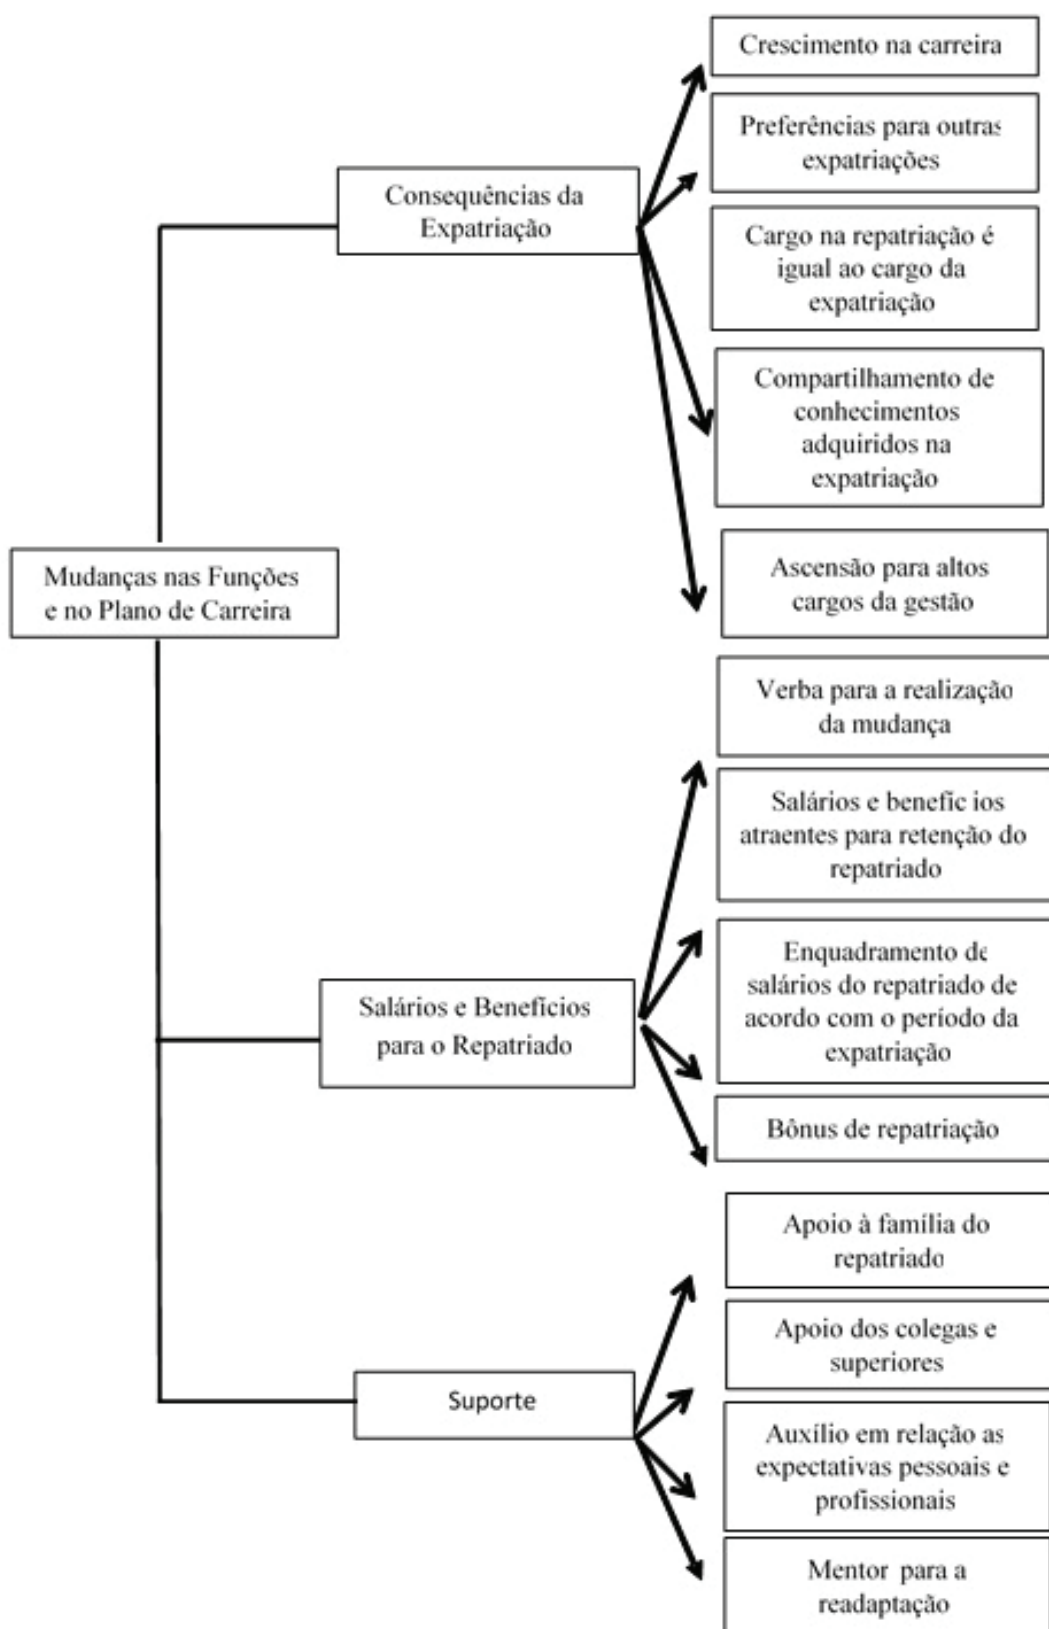 Crescimento na carreira
Preferências para outras
expatriações
Consequências da
Expatriação
Cargo na repatriação é
igual ao cargo da
expatriação
Compartilhamento de
conhecimentos
adquiridos na
expatriação
Ascensão para altos
cargos da gestão
Mudanças nas Funções
e no Plano de Carreira
Verba para a realização
da mudança
Salários e benefícios
atraentes para retenção do
repatriado
Enquadramento de
salários do repatriado de
acordo com o período da
expatriação
Salários e Benefícios
para o Repatriado
Bônus de repatriação
Apoio à família do
repatriado
Apoio dos colegas e
superiores
Suporte
Auxílio em relação as
expectativas pessoais e
profissionais
Mentor para a
readaptação